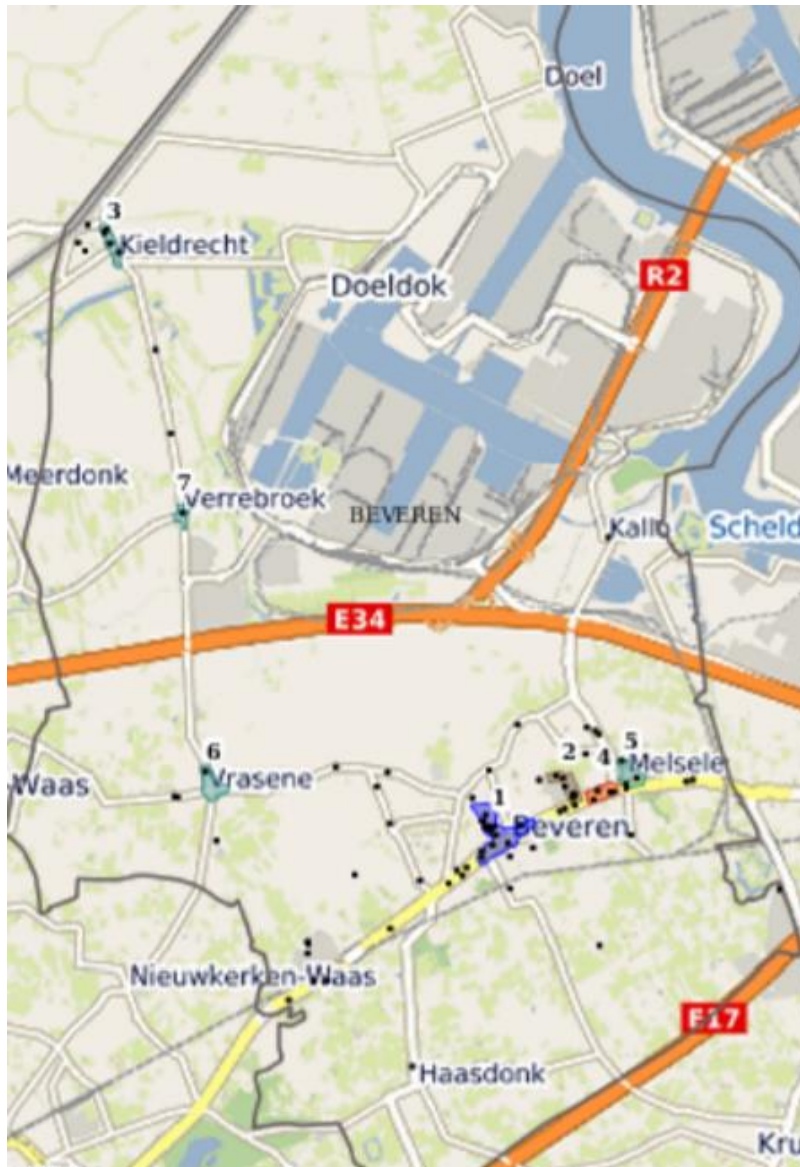 Doel
3
Kieldrecht
R2
Doeldok
Meerdonk
7
Verrebroek
BEVEREN
Kallo
Scheld
E34
6
Vrasene
2
4
5
Melsele
Waas
1
Beveren
Nieuwkerken-Waas
E17
Haasdonk
Kru